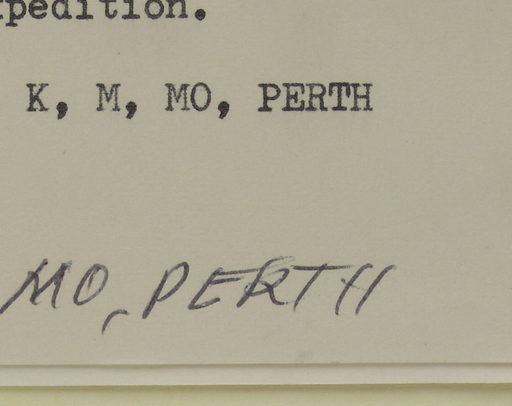 xpedition.
K, M, MO, PERTH
MO, PERTH